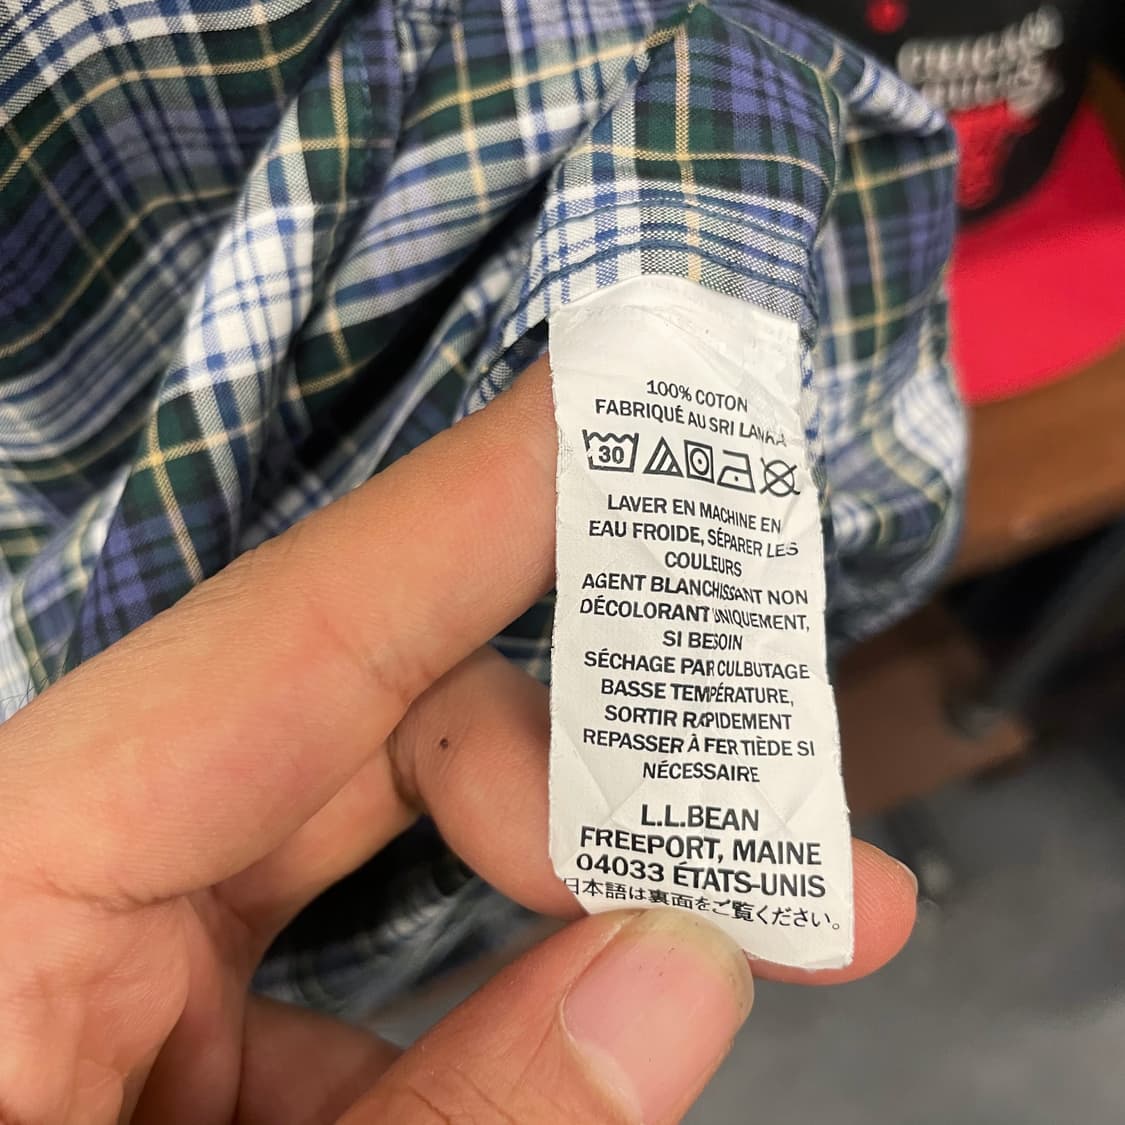 CHICAGO
BULLS
100% COTON
FABRIQUÉ AU SRI LANKA
30
LAVER EN MACHINE EN
EAU FROIDE, SÉPARER LES
COULEURS
AGENT BLANCHISSANT NON
DÉCOLORANT UNIQUEMENT,
SI BESOIN
SÉCHAGE PAR CULBUTAGE
BASSE TEMPÉRATURE,
SORTIR RAPIDEMENT
REPASSER À FER TIÈDE SI
NÉCESSAIRE
L.L.BEAN
FREEPORT, MAINE
04033 ÉTATS-UNIS
日本語は裏面をご覧ください。